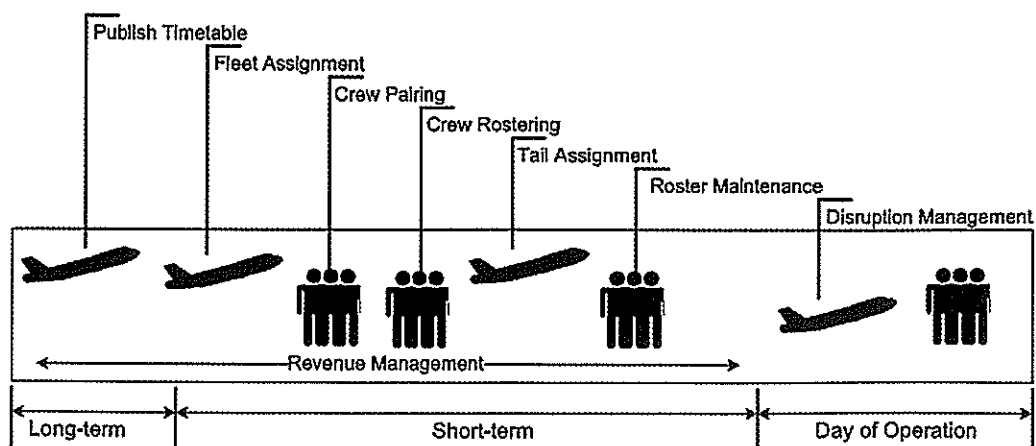 Publish Timetable
Fleet Assignment
Crew Pairing
Crew Rostering
Tail Assignment
Roster Maintenance
Disruption Management
Revenue Management
Long-term
Short-term
Day of Operation